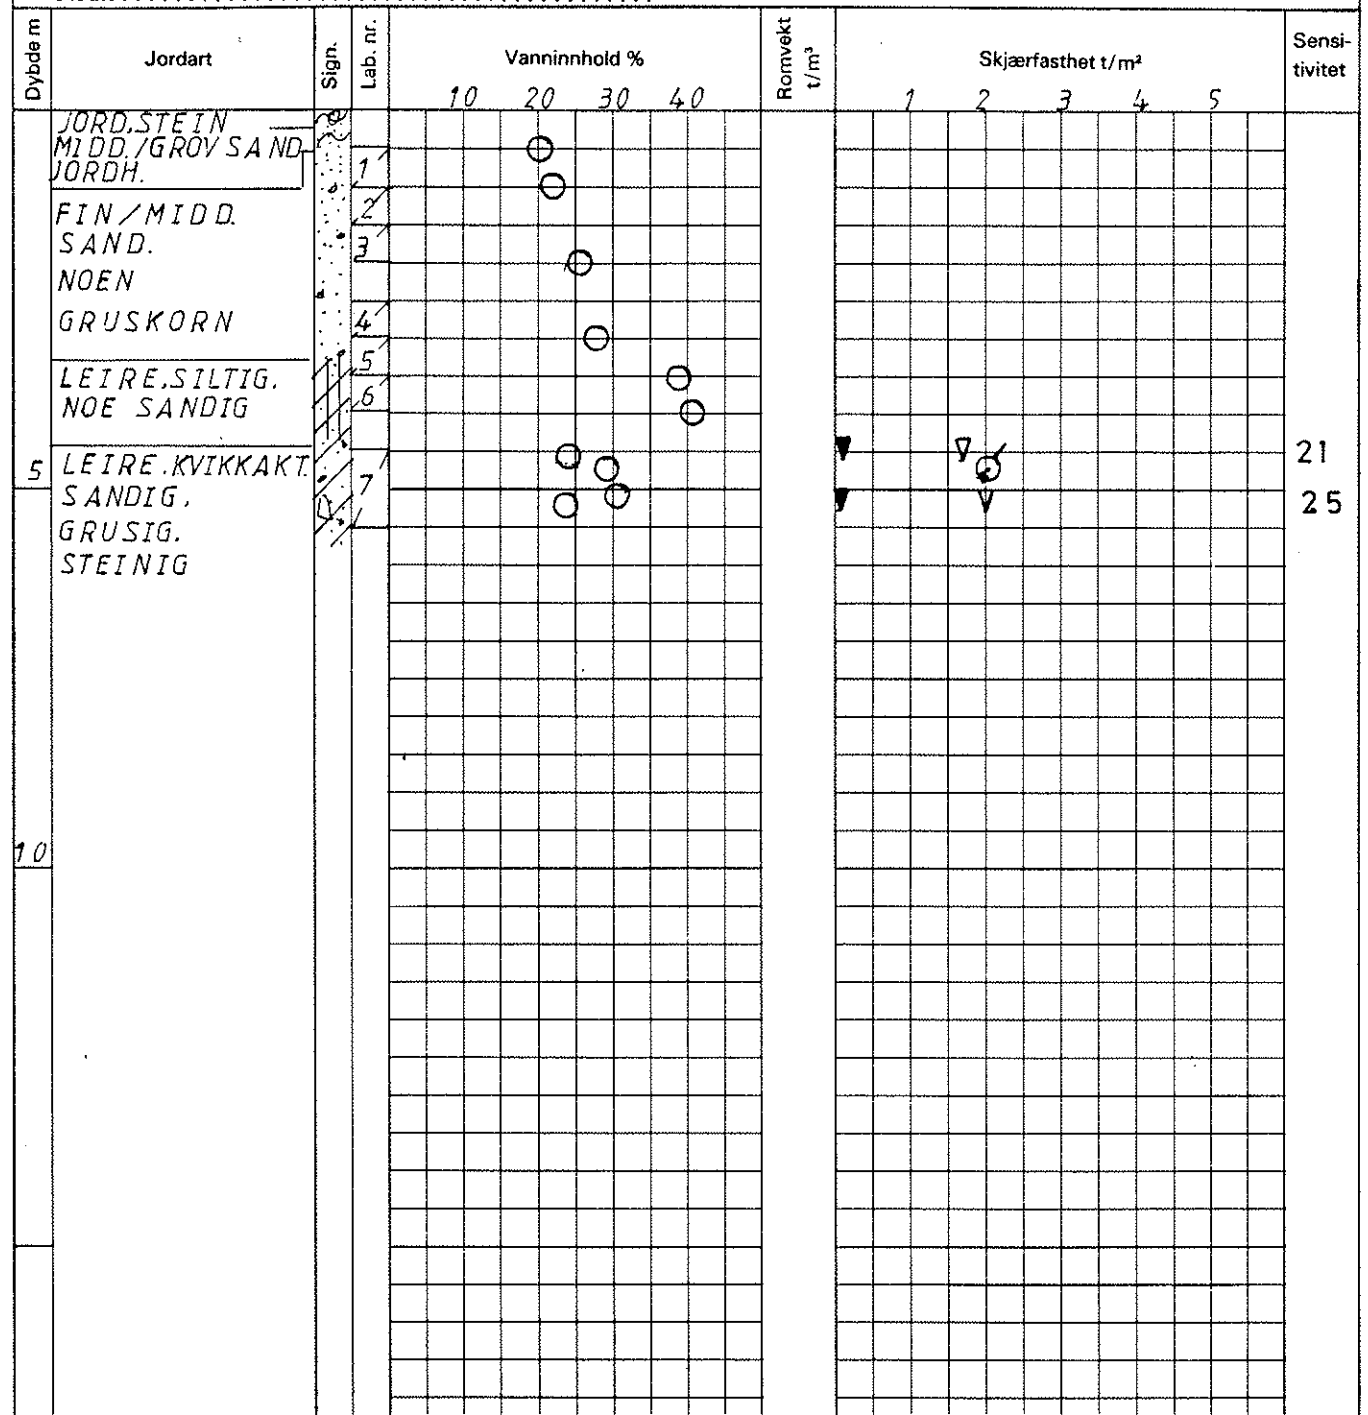 Dybde m
Jordart
Sign.
Lab. nr.
Vanninnhold %
10 20 30 40
Romvekt t/m³
Skjærfasthet t/m²
1 2 3 4 5
Sensi-
tivitet
JORD,STEIN
MIDD./GROV SAND
JORDH.
FIN/MIDD.
SAND.
NOEN
GRUSKORN
LEIRE,SILTIG.
NOE SANDIG
LEIRE.KVIKKAKT.
SANDIG.
GRUSIG.
STEINIG
1
2
3
4
5
6
7
21
25
5
10